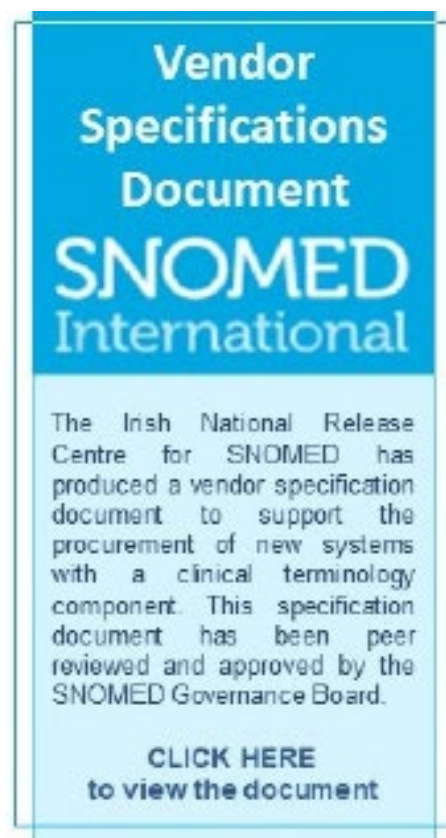 Vendor
Specifications
Document
SNOMED
International
The Irish National Release
Centre for SNOMED has
produced a vendor specification
document to support the
procurement of new systems
with a clinical terminology
component. This specification
document has been peer
reviewed and approved by the
SNOMED Governance Board.
CLICK HERE
to view the document